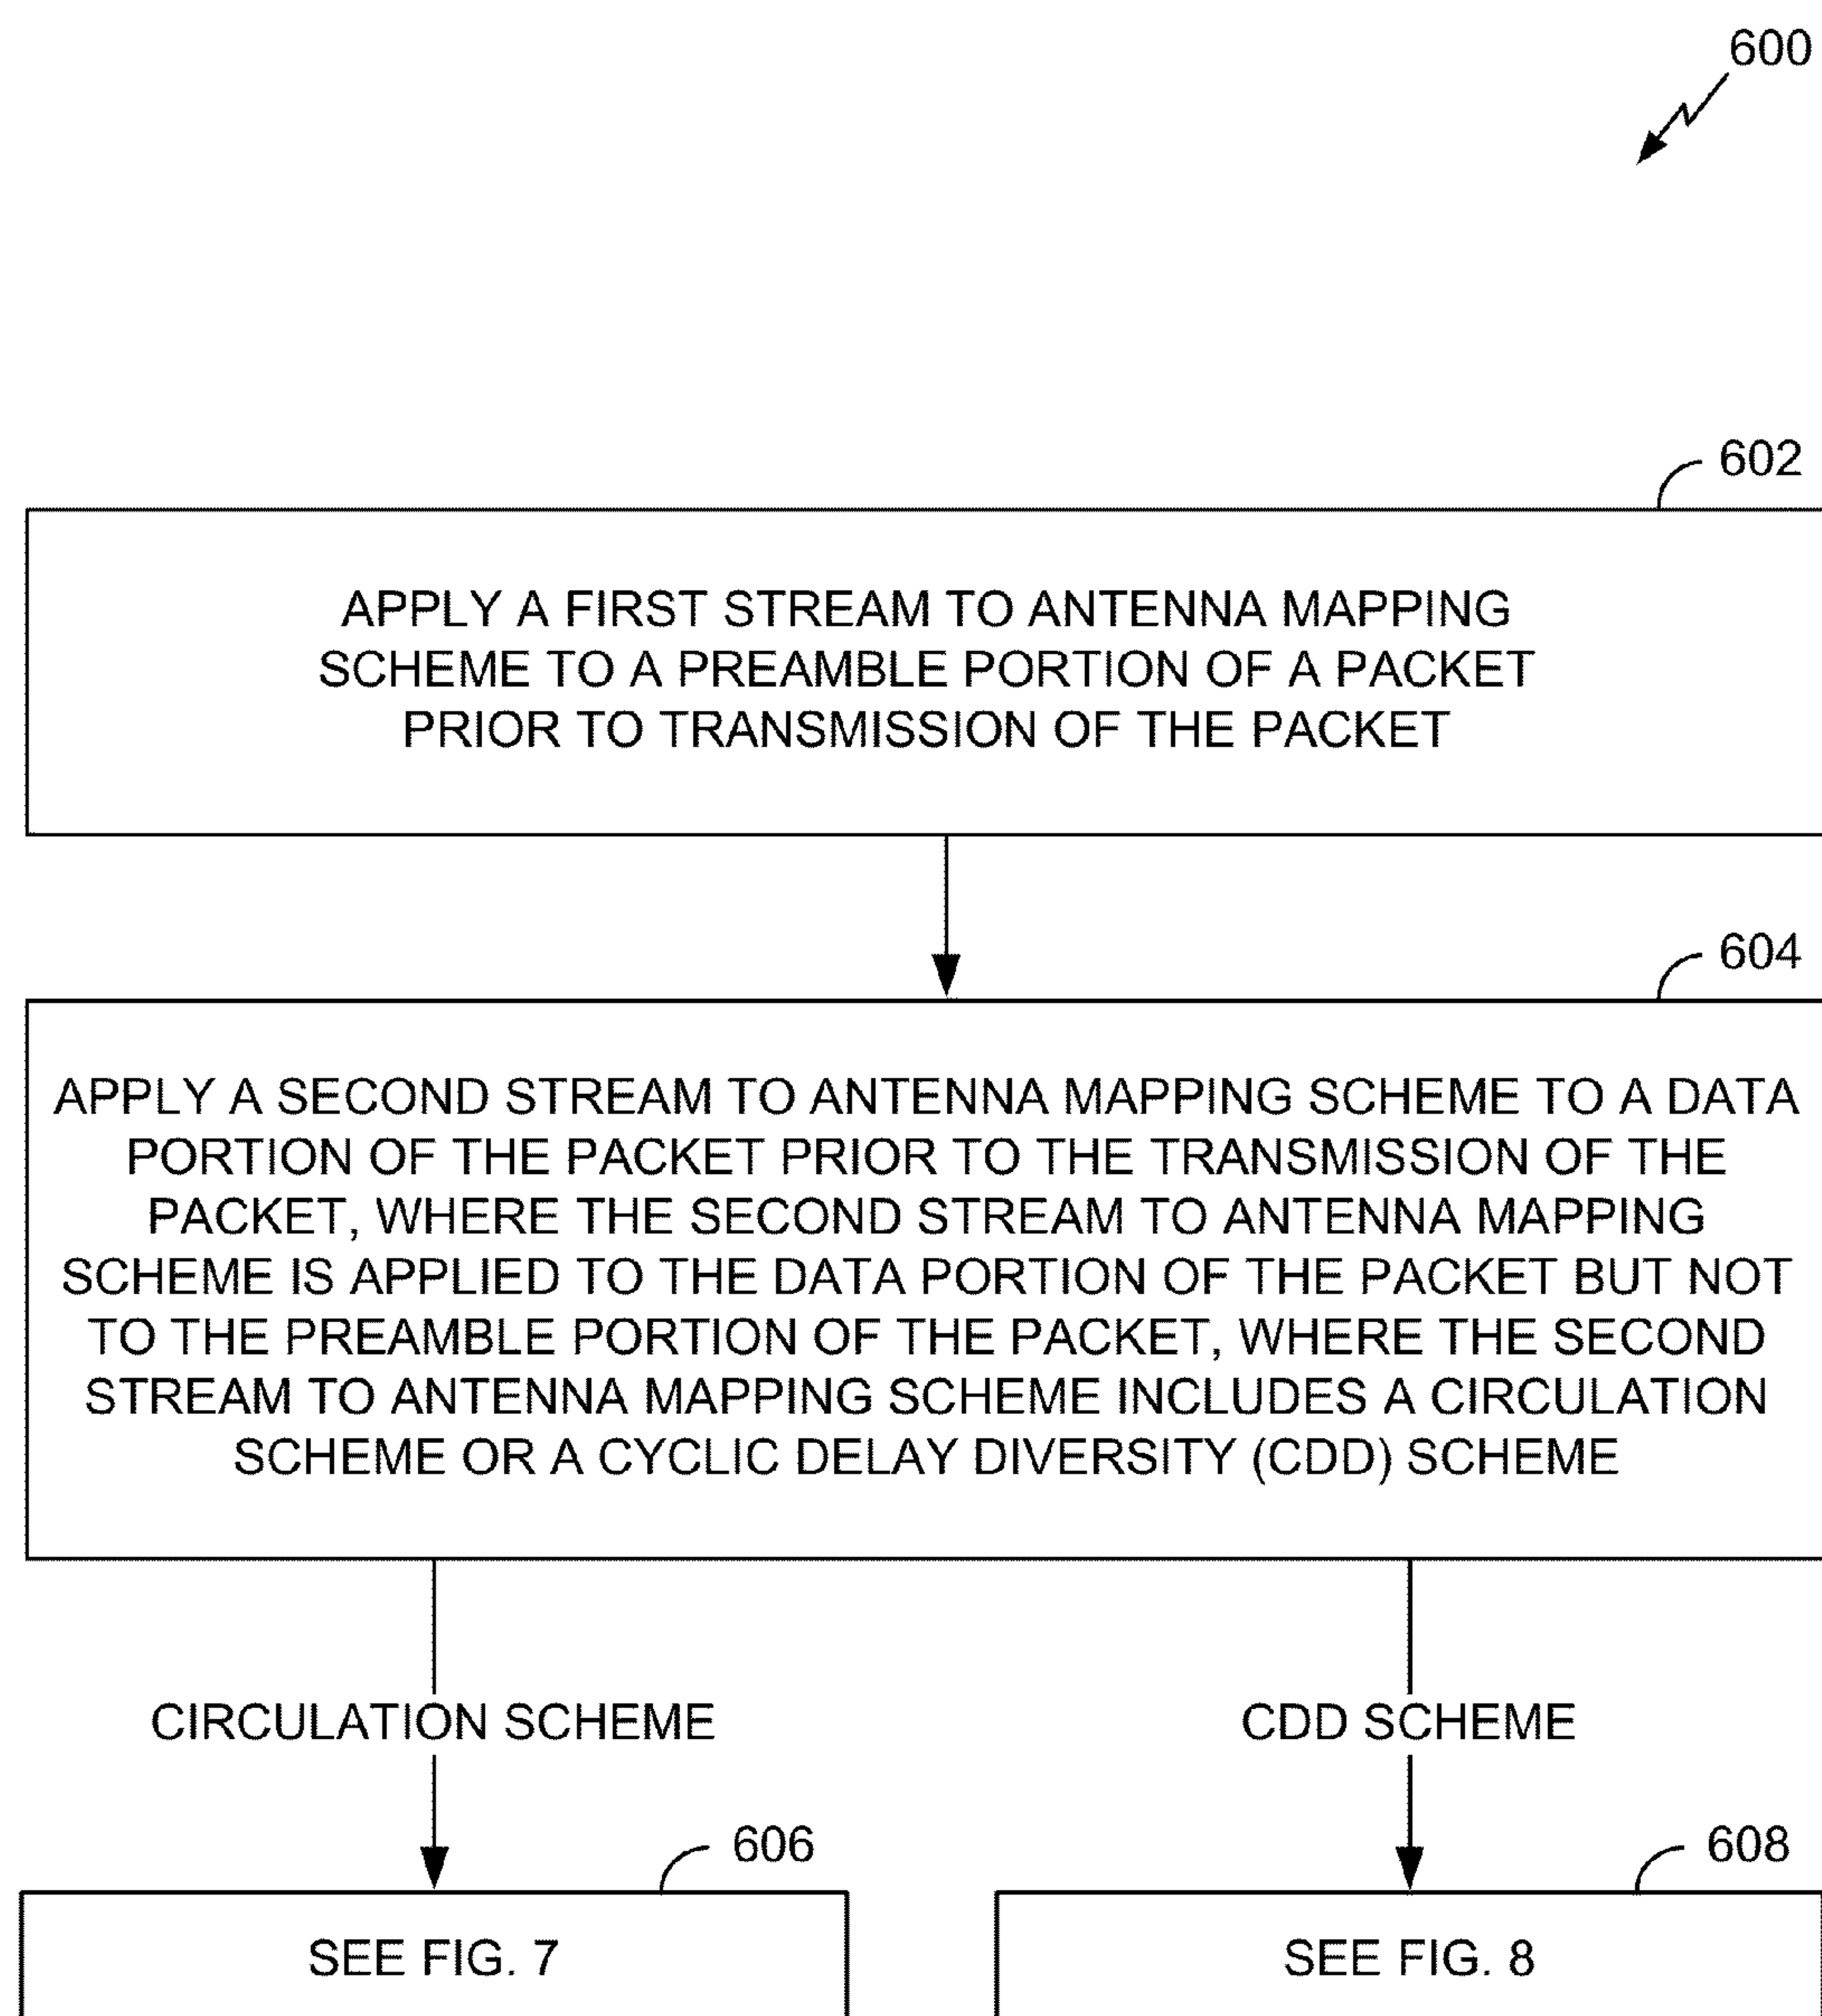 600
602
APPLY A FIRST STREAM TO ANTENNA MAPPING
SCHEME TO A PREAMBLE PORTION OF A PACKET
PRIOR TO TRANSMISSION OF THE PACKET
604
APPLY A SECOND STREAM TO ANTENNA MAPPING SCHEME TO A DATA
PORTION OF THE PACKET PRIOR TO THE TRANSMISSION OF THE
PACKET, WHERE THE SECOND STREAM TO ANTENNA MAPPING
SCHEME IS APPLIED TO THE DATA PORTION OF THE PACKET BUT NOT
TO THE PREAMBLE PORTION OF THE PACKET, WHERE THE SECOND
STREAM TO ANTENNA MAPPING SCHEME INCLUDES A CIRCULATION
SCHEME OR A CYCLIC DELAY DIVERSITY (CDD) SCHEME
CIRCULATION SCHEME
CDD SCHEME
606
608
SEE FIG. 7
SEE FIG. 8